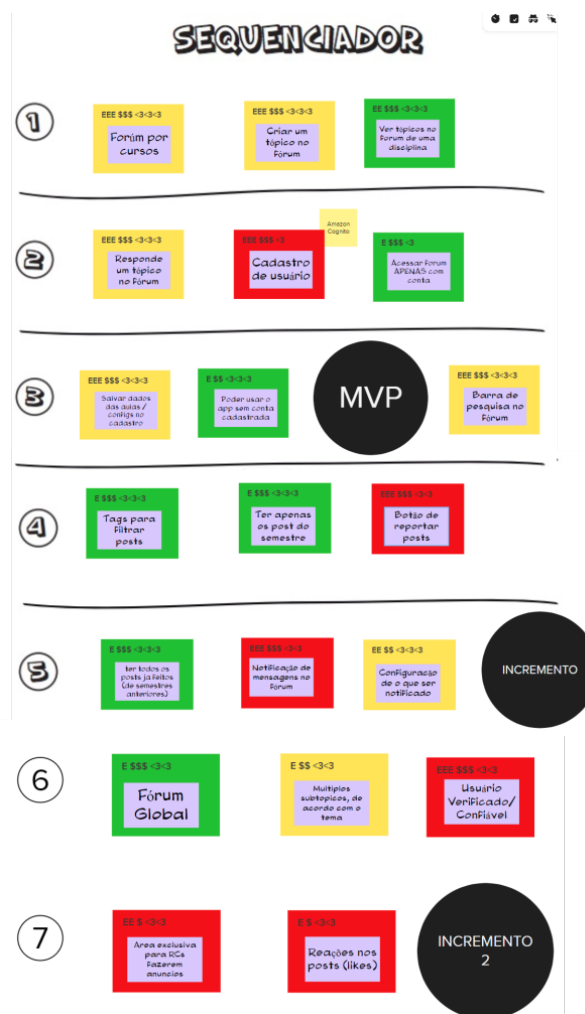 SEQUENCIADOR
1
EEE $$$ <3<3<3
Forúm por
cursos
EEE $$$ <3<3<3
Criar um
tópico no
Fórum
EE $$$ <3<3<3
Ver tópicos no
Forum de uma
disciplina
2
EEE $$$ <3<3<3
Responde
um tópico
no Fórum
EEE $$$ <3
Cadastro
de usuário
Amazon
Cognito
E $$$ <3
Acessar Forum
APENAS com
conta
3
EEE $$$ <3<3<3
Salvar dados
das aulas /
configs no
cadastro
E $$ <3<3<3
Poder usar o
app sem conta
cadastrada
MVP
EEE $$$ <3<3<3
Barra de
pesquisa no
Fórum
4
E $$$ <3<3<3
Tags para
Filtrar
posts
E $$$ <3<3<3
Ter apenas
os post do
semestre
EEE $$$ <3<3
Botão de
reportar
posts
5
E $$$ <3<3<3
ter todos os
posts ja Feitos
(de semestres
anteriores)
EEE $$$ <3<3
Notificação de
mensagens no
Fórum
EE $$ <3<3<3
Configuração
de o que ser
notificado
INCREMENTO
6
E $$$ <3<3
Fórum
Global
E $$ <3<3
Multiplos
subtopicos, de
acordo com o
tema
EEE $$$ <3<3
Usuário
Verificado/
Confiável
7
EE $ <3<3
Area exclusiva
para RCs
Fazerem
anuncios
E $ <3<3
Reações nos
posts (likes)
INCREMENTO
2